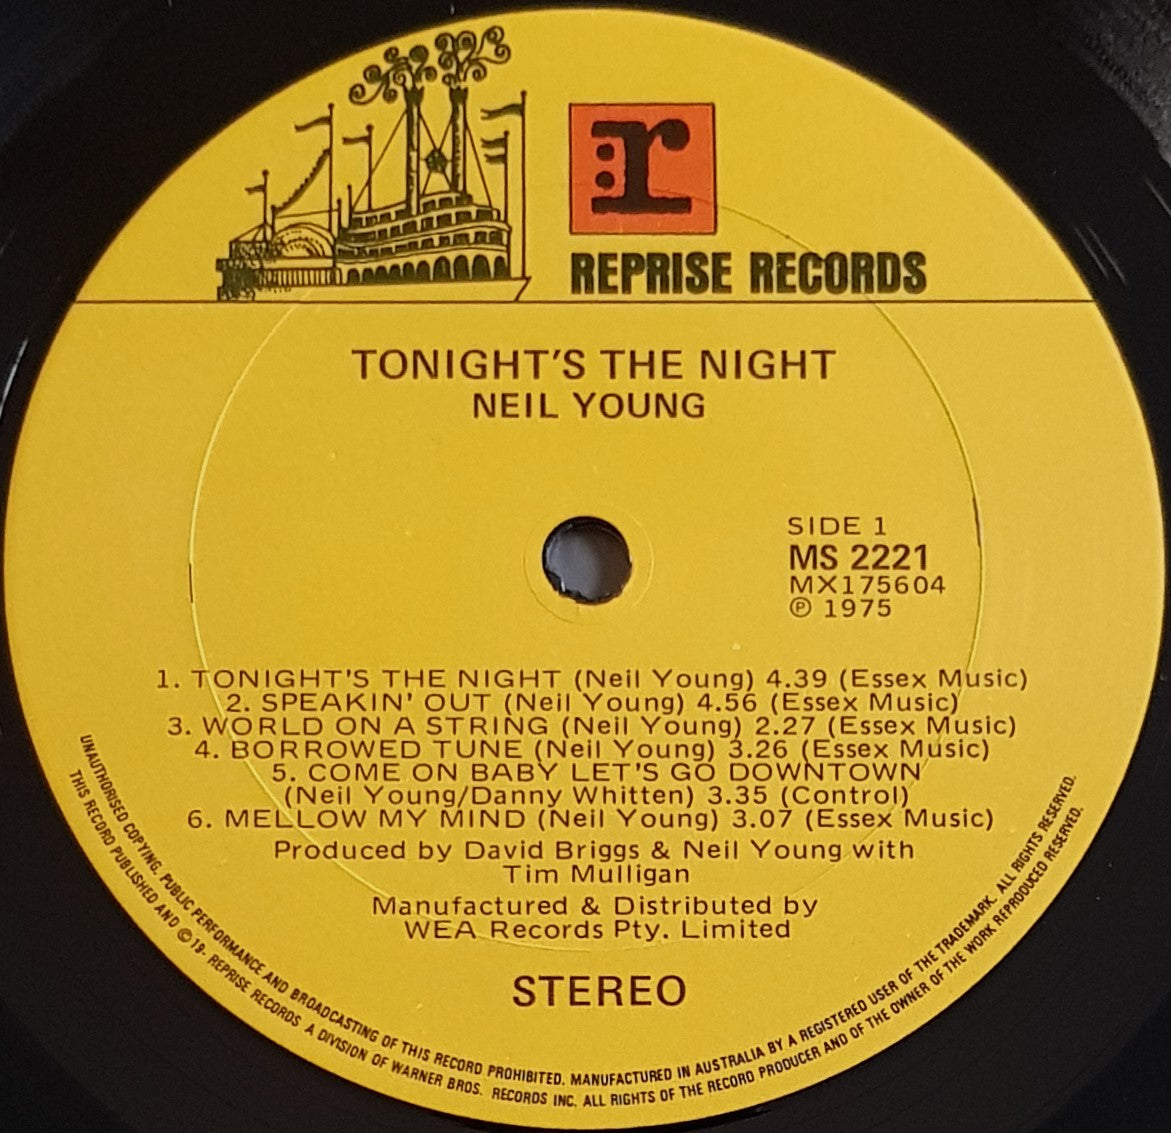 r
REPRISE RECORDS
TONIGHT'S THE NIGHT
NEIL YOUNG
SIDE 1
MS 2221
MX175604
℗ 1975
1. TONIGHT'S THE NIGHT (Neil Young) 4.39 (Essex Music)
2. SPEAKIN' OUT (Neil Young) 4.56 (Essex Music)
3. WORLD ON A STRING (Neil Young) 2.27 (Essex Music)
4. BORROWED TUNE (Neil Young) 3.26 (Essex Music)
5. COME ON BABY LET'S GO DOWNTOWN
(Neil Young/Danny Whitten) 3.35 (Control)
6. MELLOW MY MIND (Neil Young) 3.07 (Essex Music)
Produced by David Briggs & Neil Young with
Tim Mulligan
Manufactured & Distributed by
WEA Records Pty. Limited
STEREO
UNAUTHORISED COPYING, PUBLIC PERFORMANCE AND BROADCASTING OF THIS RECORD PROHIBITED. MANUFACTURED IN AUSTRALIA BY A REGISTERED USER OF THE TRADEMARK. ALL RIGHTS RESERVED.
THIS RECORD PUBLISHED AND © 19- REPRISE RECORDS A DIVISION OF WARNER BROS. RECORDS INC. ALL RIGHTS OF THE RECORD PRODUCER AND OF THE OWNER OF THE WORK REPRODUCED RESERVED.